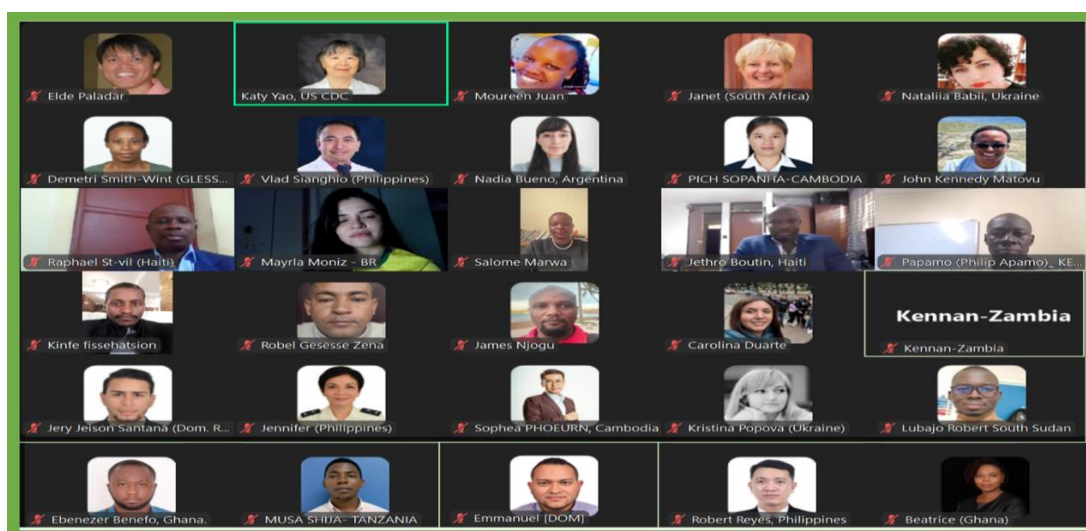 Elde Paladar
Katy Yao, US CDC
Moureen Juan
Janet (South Africa)
Nataliia Babii, Ukraine
Demetri Smith-Wint (GLESS...
Vlad Sianghio (Philippines)
Nadia Bueno, Argentina
PICH SOPANHA-CAMBODIA
John Kennedy Matovu
Raphael St-vil (Haiti)
Mayrla Moniz - BR
Salome Marwa
Jethro Boutin, Haiti
Papamo (Philip Apamo)_ KE...
Kinfe fissehatsion
Robel Gesesse Zena
James Njogu
Carolina Duarte
Kennan-Zambia
Kennan-Zambia
Jery Jeison Santana (Dom. R...
Jennifer (Philippines)
Sophea PHOEURN, Cambodia
Kristina Popova (Ukraine)
Lubajo Robert South Sudan
Ebenezer Benefo, Ghana.
MUSA SHIJA- TANZANIA
Emmanuel [DOM]
Robert Reyes, Philippines
Beatrice (Ghana)